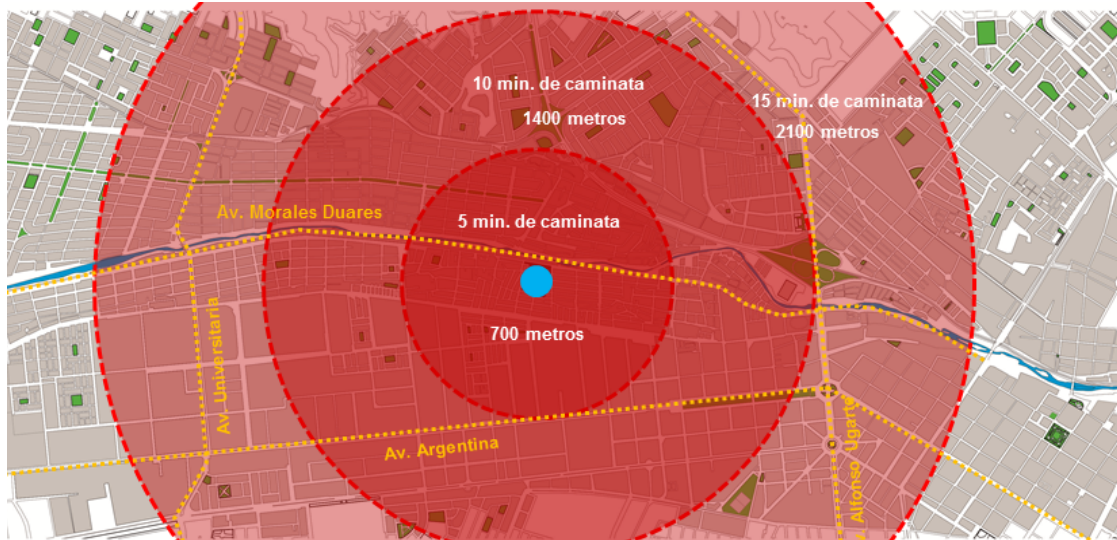 10 min. de caminata
1400 metros
15 min. de caminata
2100 metros
Av. Morales Duares
5 min. de caminata
700 metros
Av. Universitaria
Av. Argentina
Alfonso Ugarte